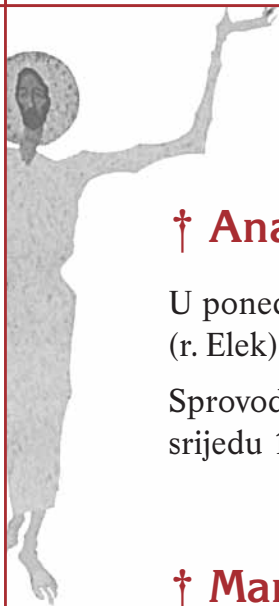 † Ana
U poned
(r. Elek)
Sprovod
srijedu 1
† Mar